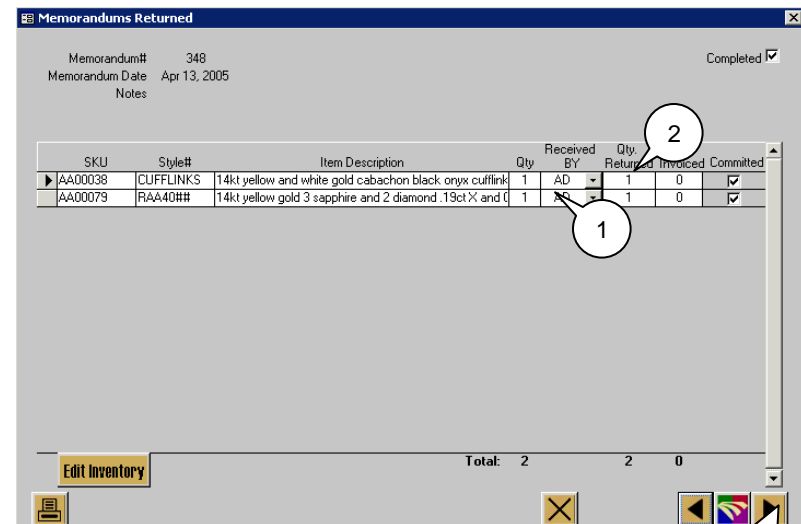 Memorandums Returned
Memorandum# 348 Completed
Memorandum Date Apr 13, 2005
Notes
2
Received Qty.
SKU Style# Item Description Qty BY Returned Invoiced Committed
AA00038 CUFFLINKS 14kt yellow and white gold cabachon black onyx cufflink 1 AD 1 0
AA00079 RAA40## 14kt yellow gold 3 sapphire and 2 diamond .19ct X and 1 AD 1 0
1
Total: 2 2 0
Edit Inventory